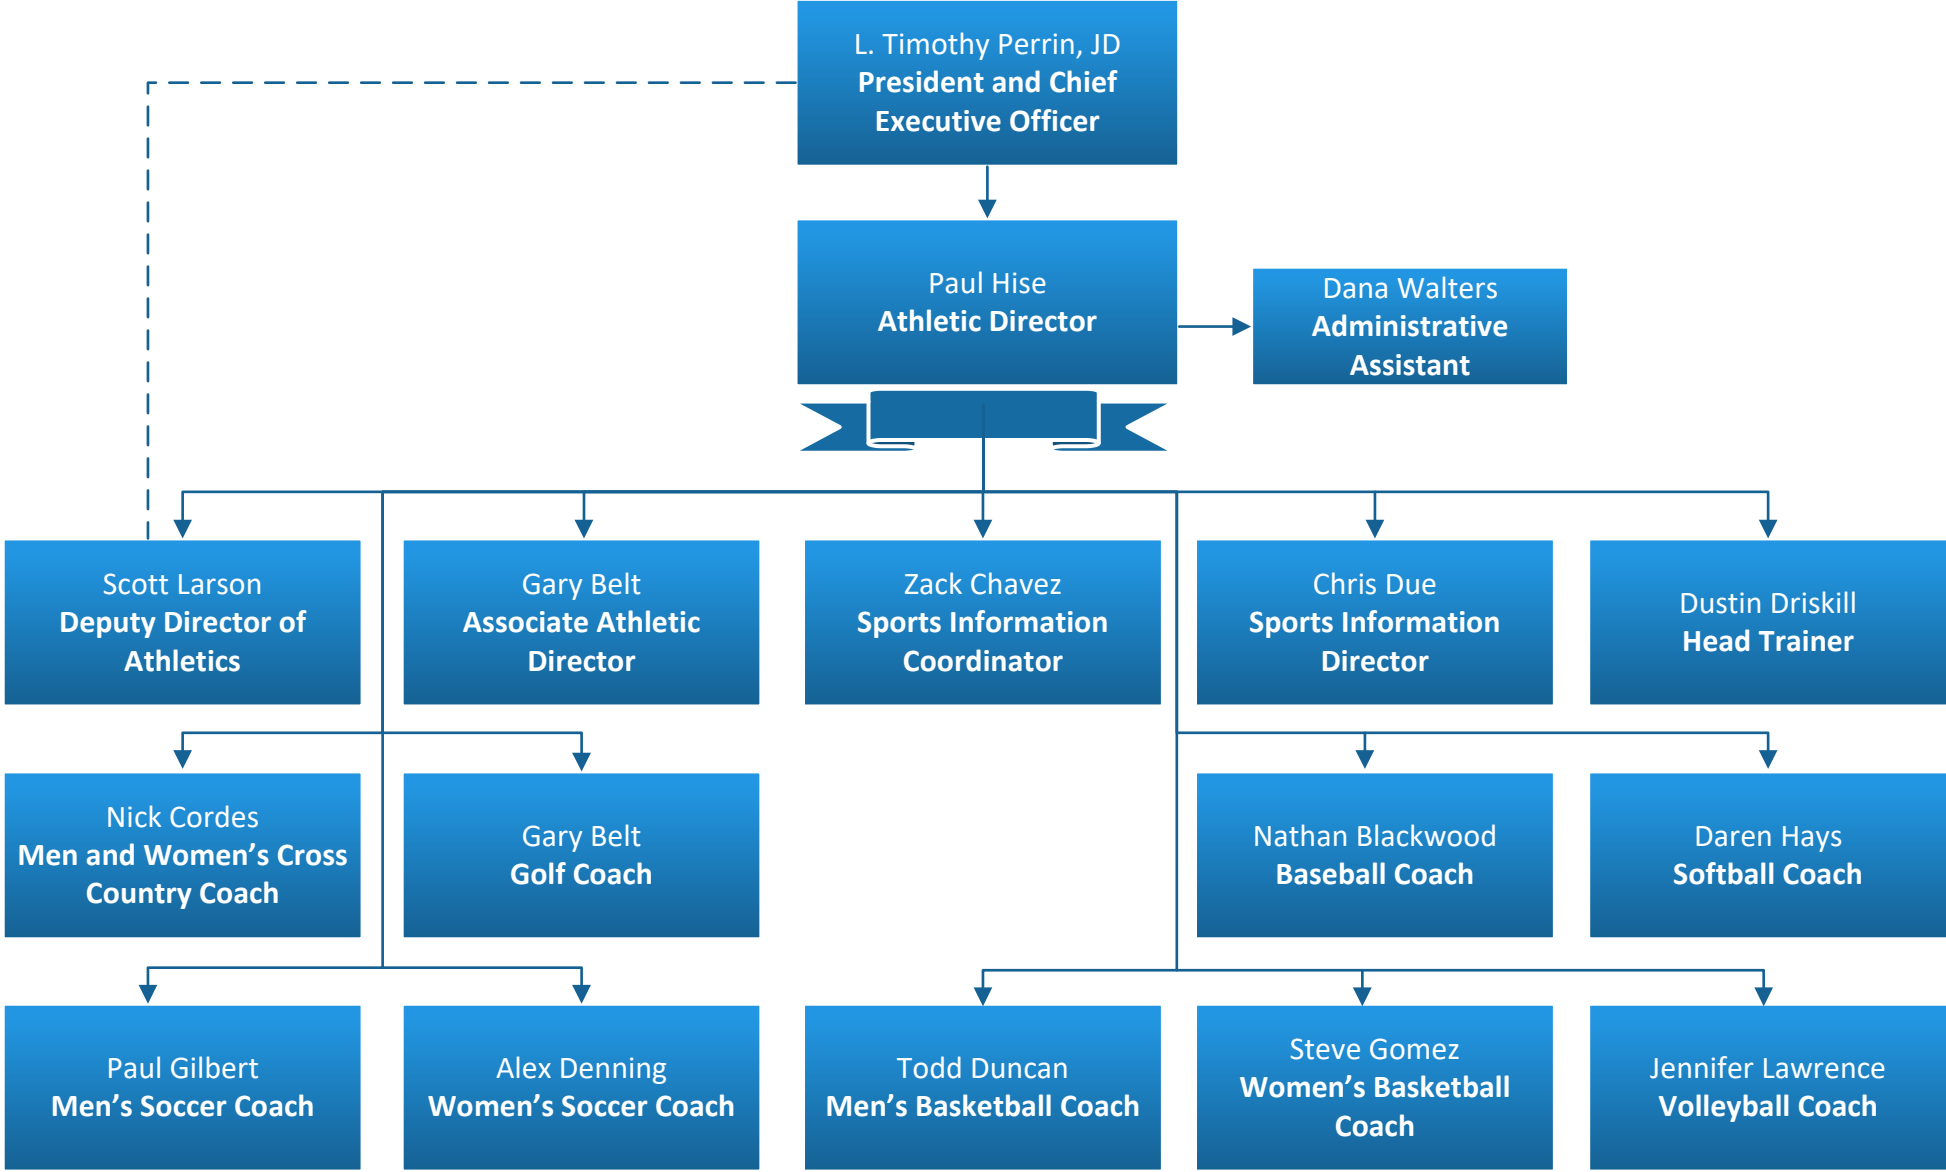 L. Timothy Perrin, JD
President and Chief
Executive Officer
Paul Hise
Athletic Director
Dana Walters
Administrative
Assistant
Scott Larson
Deputy Director of
Athletics
Gary Belt
Associate Athletic
Director
Zack Chavez
Sports Information
Coordinator
Chris Due
Sports Information
Director
Dustin Driskill
Head Trainer
Nick Cordes
Men and Women’s Cross
Country Coach
Gary Belt
Golf Coach
Nathan Blackwood
Baseball Coach
Daren Hays
Softball Coach
Paul Gilbert
Men’s Soccer Coach
Alex Denning
Women’s Soccer Coach
Todd Duncan
Men’s Basketball Coach
Steve Gomez
Women’s Basketball
Coach
Jennifer Lawrence
Volleyball Coach